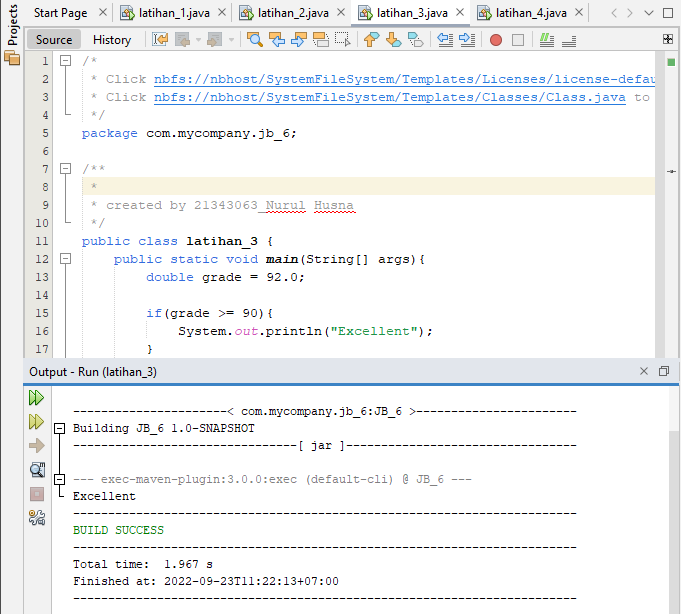 Projects
Start Page
latihan_1.java
latihan_2.java
latihan_3.java
latihan_4.java
Source
History
1 /*
2 * Click nbfs://nbhost/SystemFileSystem/Templates/Licenses/license-defau
3 * Click nbfs://nbhost/SystemFileSystem/Templates/Classes/Class.java to
4 */
5 package com.mycompany.jb_6;
6
7 /**
8 *
9 * created by 21343063_Nurul Husna
10 */
11 public class latihan_3 {
12 public static void main(String[] args){
13 double grade = 92.0;
14
15 if(grade >= 90){
16 System.out.println("Excellent");
17 }
Output - Run (latihan_3)
----------------------< com.mycompany.jb_6:JB_6 >-----------------------
Building JB_6 1.0-SNAPSHOT
--------------------------------[ jar ]---------------------------------
--- exec-maven-plugin:3.0.0:exec (default-cli) @ JB_6 ---
Excellent
------------------------------------------------------------------------
BUILD SUCCESS
------------------------------------------------------------------------
Total time:  1.967 s
Finished at: 2022-09-23T11:22:13+07:00
------------------------------------------------------------------------